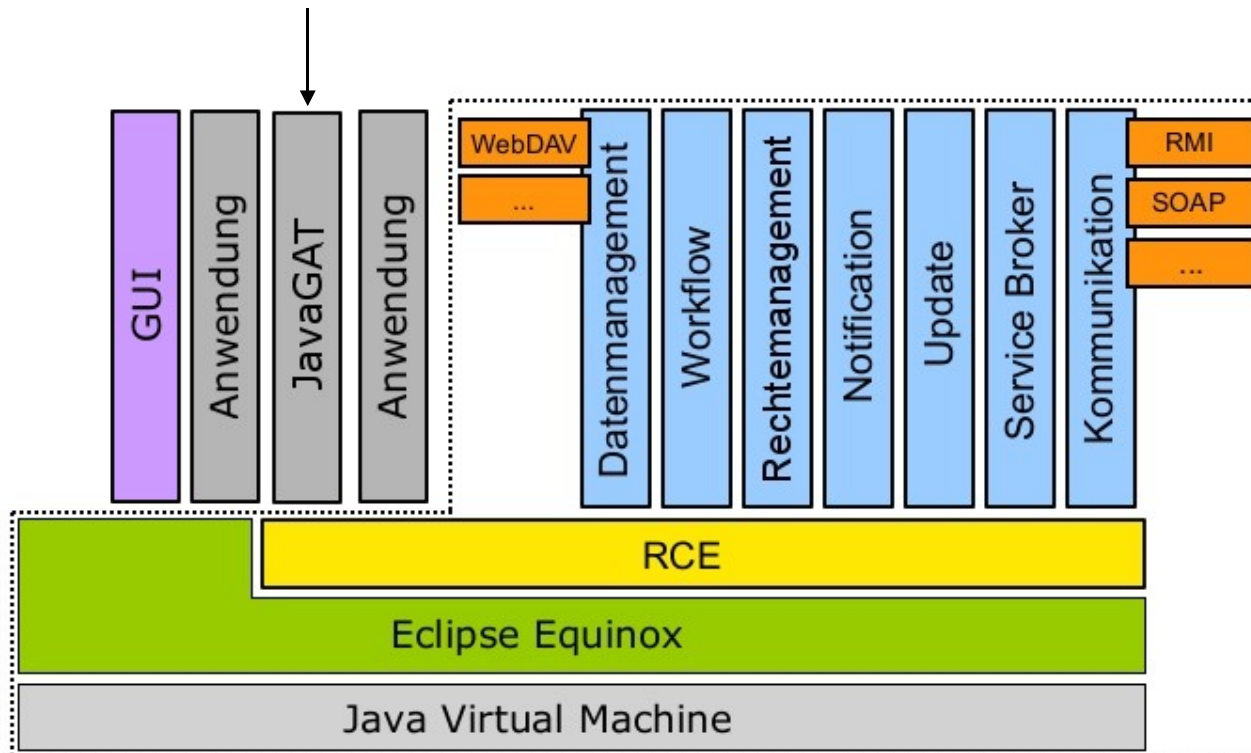 GUI
Anwendung
JavaGAT
Anwendung
WebDAV
...
Datenmanagement
Workflow
Rechtemanagement
Notification
Update
Service Broker
Kommunikation
RMI
SOAP
...
RCE
Eclipse Equinox
Java Virtual Machine